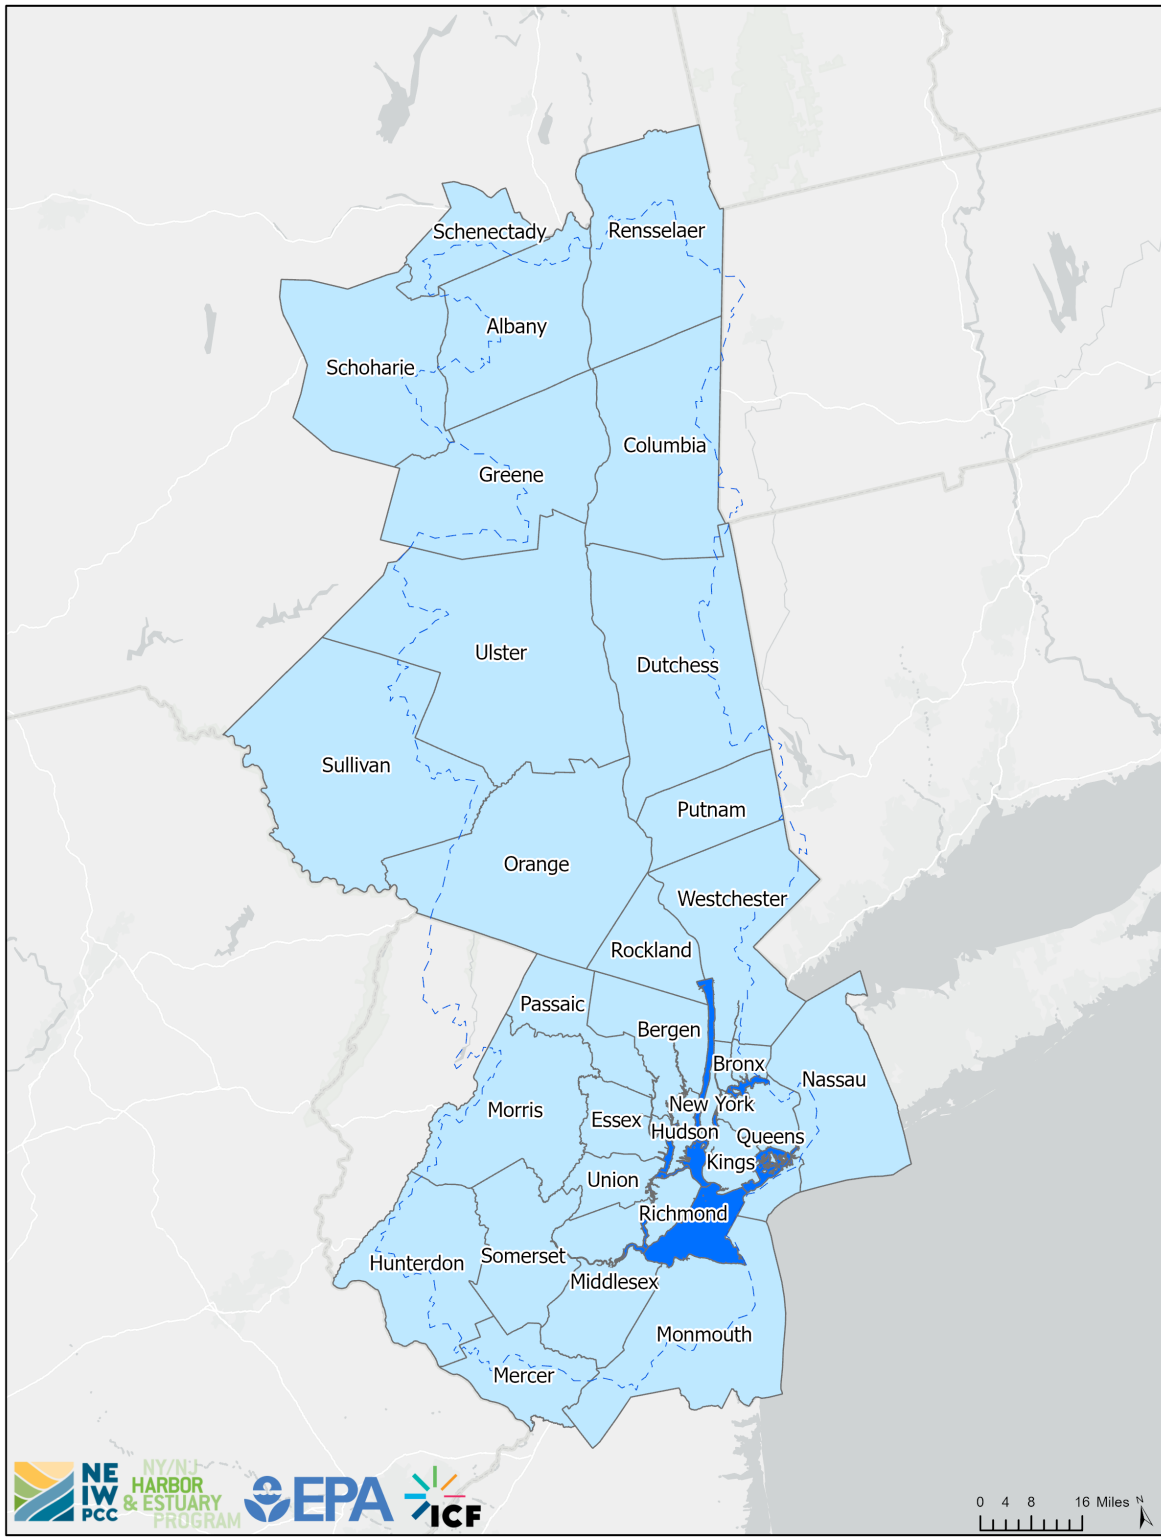 Schenectady
Rensselaer
Albany
Schoharie
Columbia
Greene
Ulster
Dutchess
Sullivan
Putnam
Orange
Westchester
Rockland
Passaic
Bergen
Bronx
Nassau
New York
Morris
Essex
Hudson
Queens
Kings
Union
Richmond
Somerset
Hunterdon
Middlesex
Monmouth
Mercer
NE
IW
PCC
NY/NJ
HARBOR
& ESTUARY
PROGRAM
EPA
ICF
0 4 8 16 Miles
N